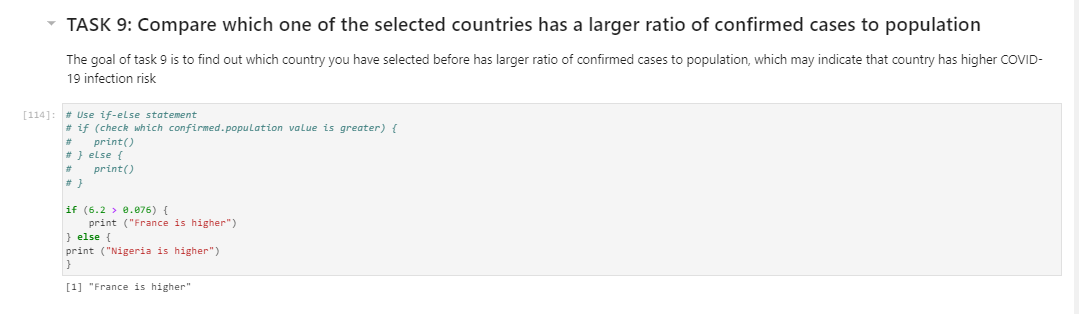 TASK 9: Compare which one of the selected countries has a larger ratio of confirmed cases to population
The goal of task 9 is to find out which country you have selected before has larger ratio of confirmed cases to population, which may indicate that country has higher COVID-
19 infection risk
[114]: # Use if-else statement
# if (check which confirmed.population value is greater) {
#    print()
# } else {
#    print()
# }
if (6.2 > 0.076) {
    print ("France is higher")
} else {
print ("Nigeria is higher")
}
[1] "France is higher"